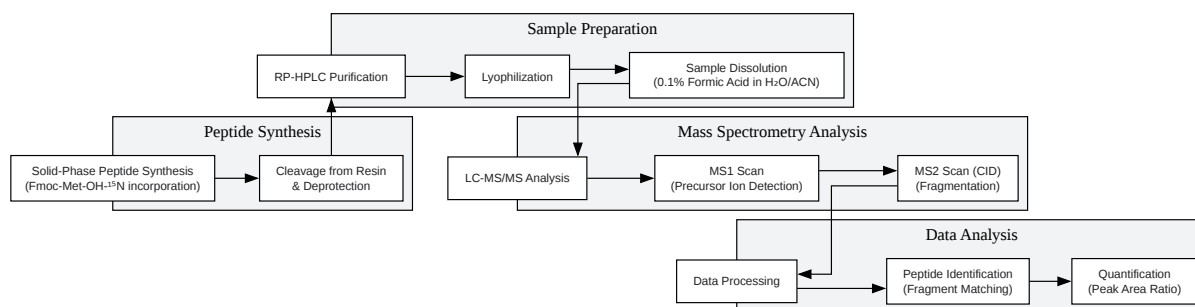 Sample Preparation
RP-HPLC Purification
Lyophilization
Sample Dissolution
(0.1% Formic Acid in H₂O/ACN)
Peptide Synthesis
Solid-Phase Peptide Synthesis
(Fmoc-Met-OH-¹⁵N incorporation)
Cleavage from Resin
& Deprotection
Mass Spectrometry Analysis
LC-MS/MS Analysis
MS1 Scan
(Precursor Ion Detection)
MS2 Scan (CID)
(Fragmentation)
Data Analysis
Data Processing
Peptide Identification
(Fragment Matching)
Quantification
(Peak Area Ratio)